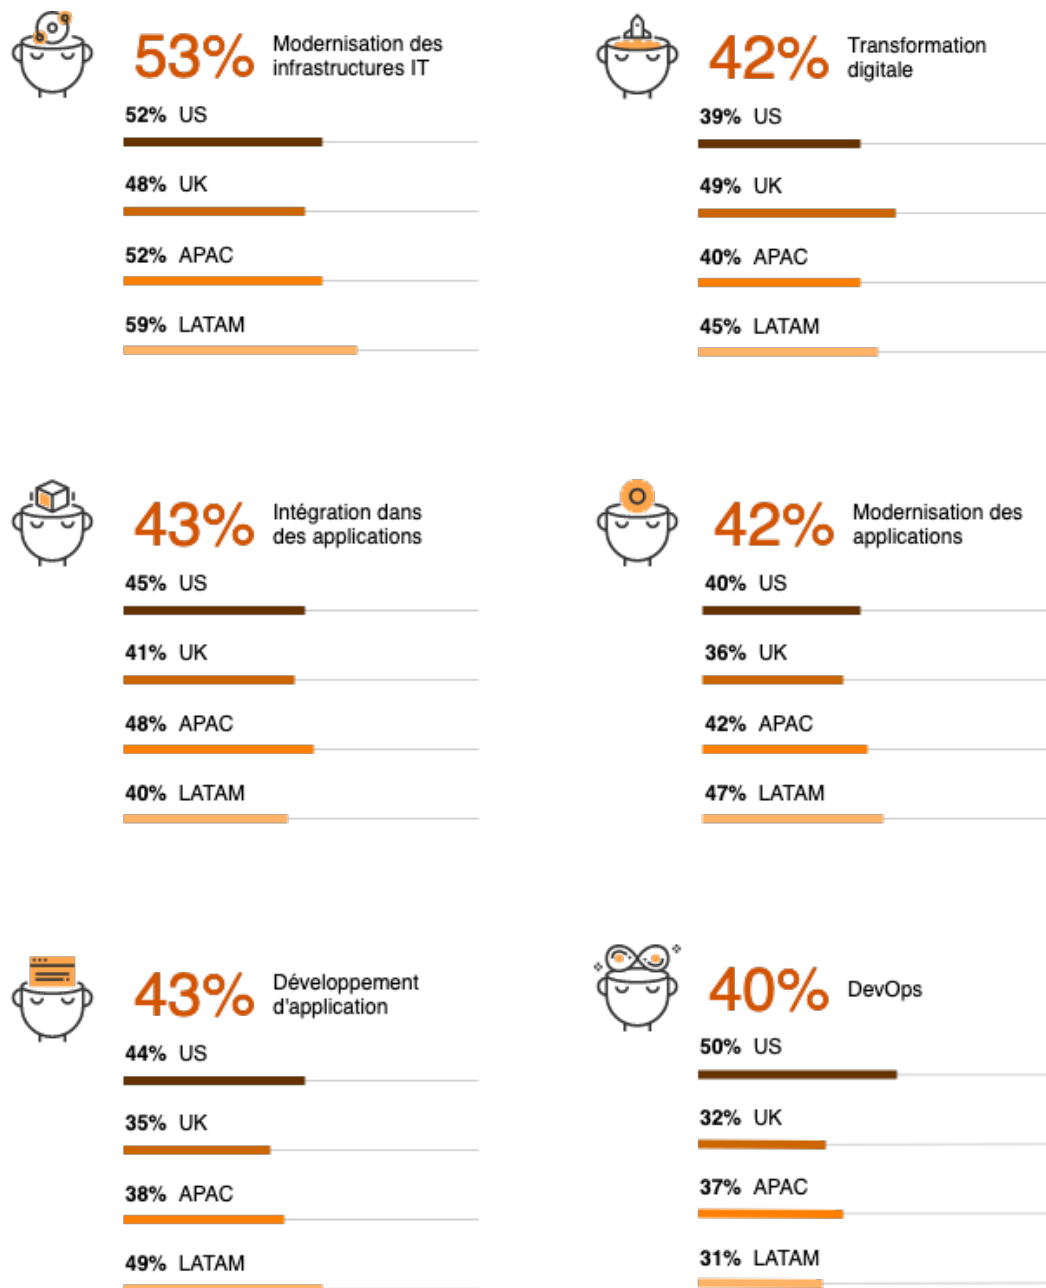 53%
Modernisation des
infrastructures IT
52% US
48% UK
52% APAC
59% LATAM
42%
Transformation
digitale
39% US
49% UK
40% APAC
45% LATAM
43%
Intégration dans
des applications
45% US
41% UK
48% APAC
40% LATAM
42%
Modernisation des
applications
40% US
36% UK
42% APAC
47% LATAM
43%
Développement
d'application
44% US
35% UK
38% APAC
49% LATAM
40%
DevOps
50% US
32% UK
37% APAC
31% LATAM